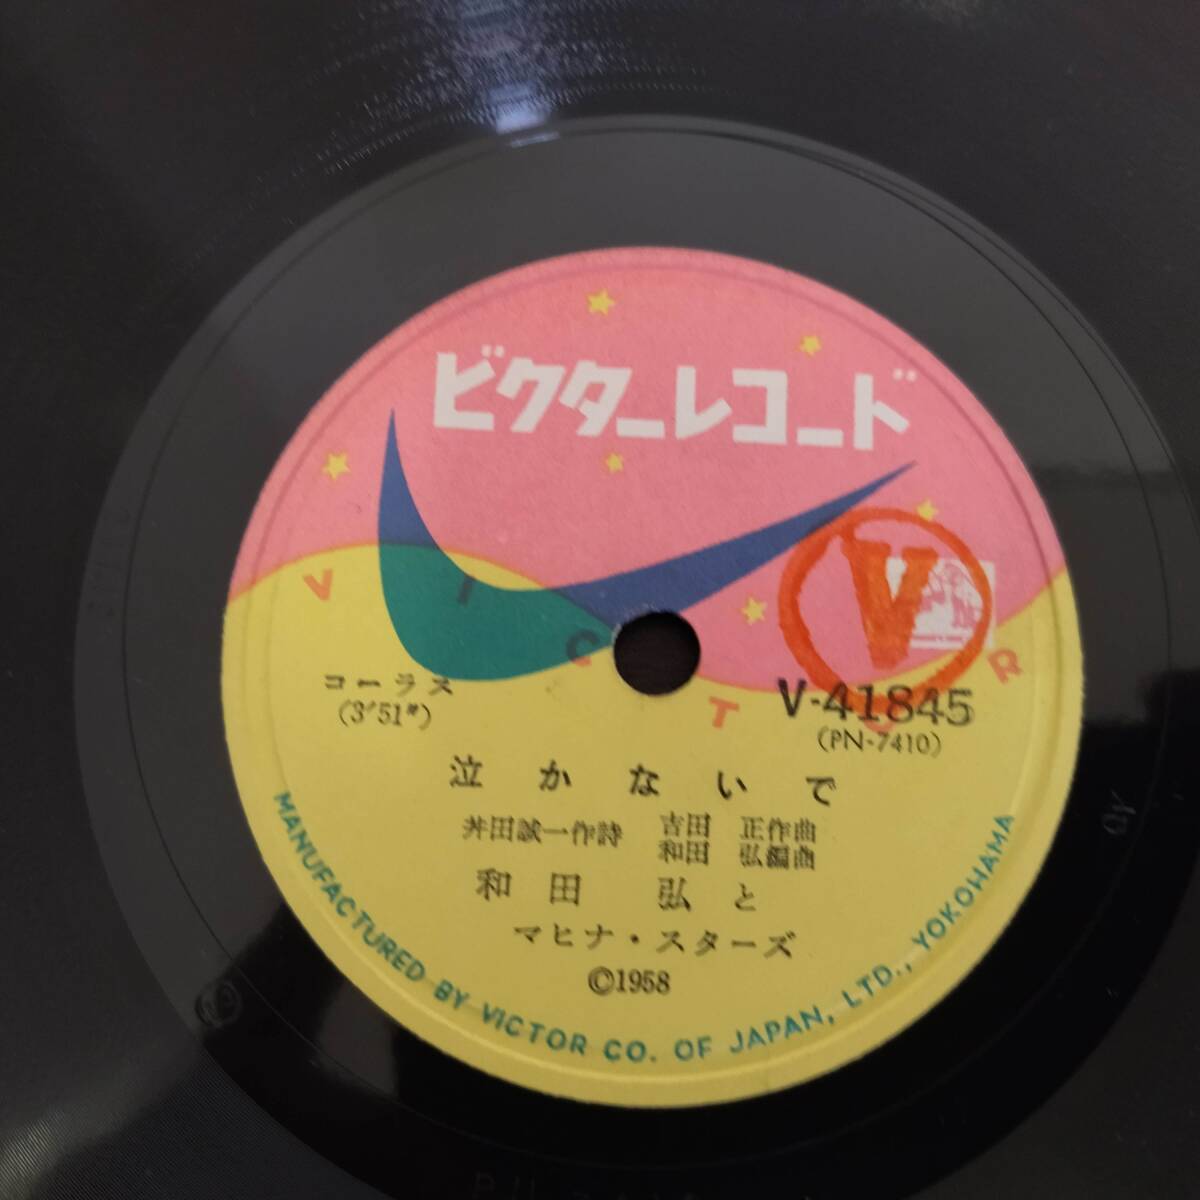 ビクターレコード
VICTOR
V
コーラス
(3′51″)
V-41845
(PN-7410)
泣かないで
井田誠一作詩 吉田 正作曲
和田 弘編曲
和田 弘と
マヒナ・スターズ
©1958
MANUFACTURED BY VICTOR CO. OF JAPAN, LTD., YOKOHAMA